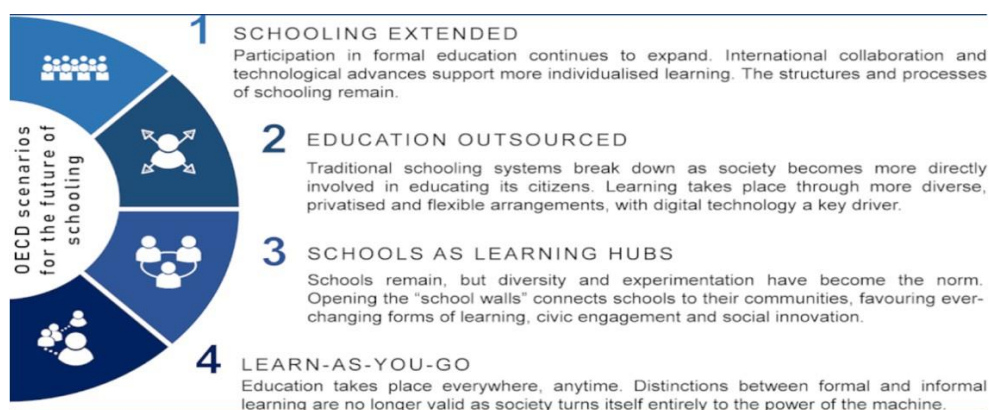 OECD scenarios
for the future of
schooling
1 SCHOOLING EXTENDED
Participation in formal education continues to expand. International collaboration and
technological advances support more individualised learning. The structures and processes
of schooling remain.
2 EDUCATION OUTSOURCED
Traditional schooling systems break down as society becomes more directly
involved in educating its citizens. Learning takes place through more diverse,
privatised and flexible arrangements, with digital technology a key driver.
3 SCHOOLS AS LEARNING HUBS
Schools remain, but diversity and experimentation have become the norm.
Opening the “school walls” connects schools to their communities, favouring ever-
changing forms of learning, civic engagement and social innovation.
4 LEARN-AS-YOU-GO
Education takes place everywhere, anytime. Distinctions between formal and informal
learning are no longer valid as society turns itself entirely to the power of the machine.